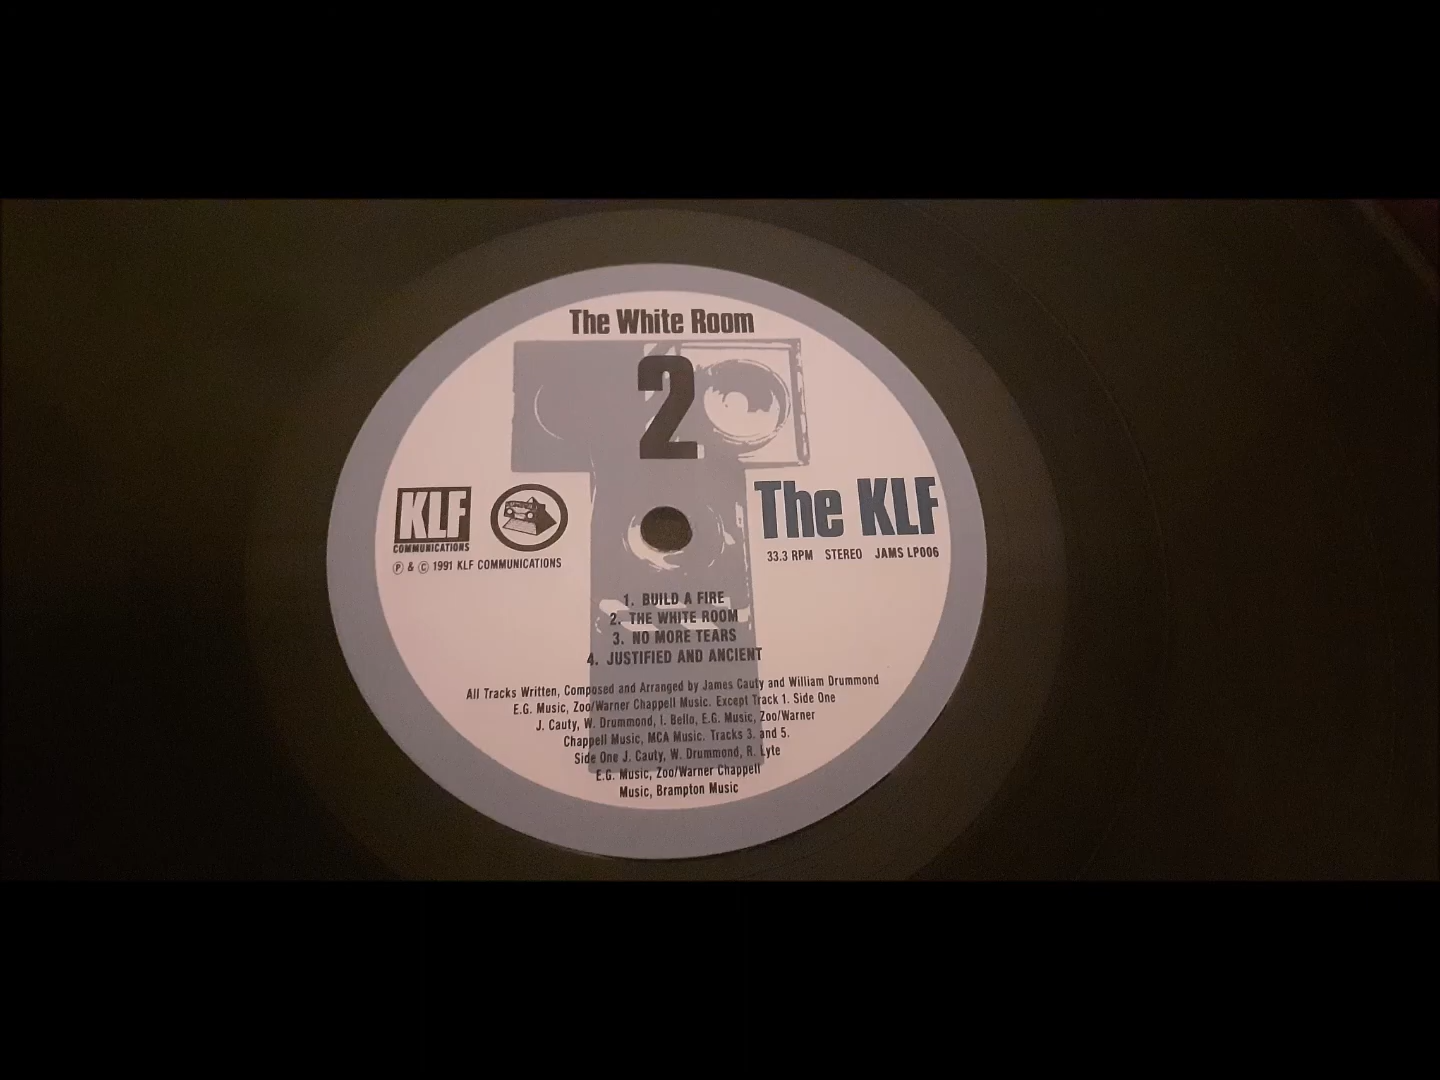 The White Room
2
KLF
COMMUNICATIONS
Ⓟ & Ⓒ 1991 KLF COMMUNICATIONS
The KLF
33.3 RPM STEREO JAMS LP006
1. BUILD A FIRE
2. THE WHITE ROOM
3. NO MORE TEARS
4. JUSTIFIED AND ANCIENT
All Tracks Written, Composed and Arranged by James Cauty and William Drummond
E.G. Music, Zoo/Warner Chappell Music. Except Track 1. Side One
J. Cauty, W. Drummond, I. Bello, E.G. Music, Zoo/Warner
Chappell Music, MCA Music. Tracks 3. and 5.
Side One J. Cauty, W. Drummond, R. Lyte
E.G. Music, Zoo/Warner Chappell
Music, Brampton Music